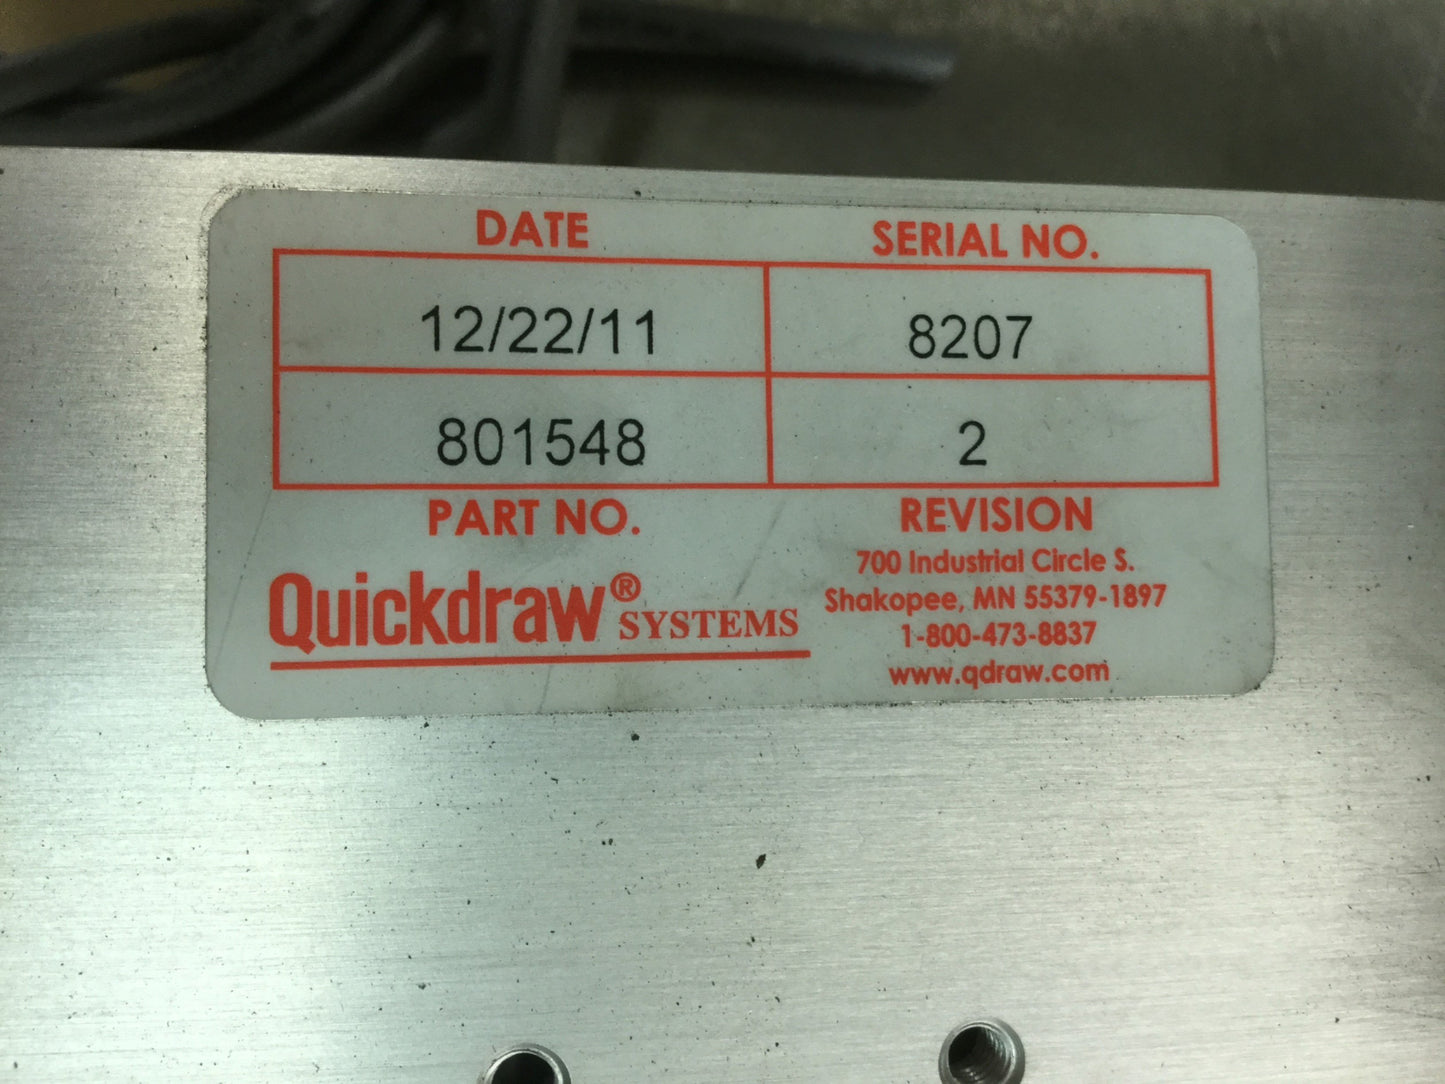 DATE SERIAL NO.
12/22/11 8207
801548 2
PART NO. REVISION
Quickdraw® SYSTEMS
700 Industrial Circle S.
Shakopee, MN 55379-1897
1-800-473-8837
www.qdraw.com